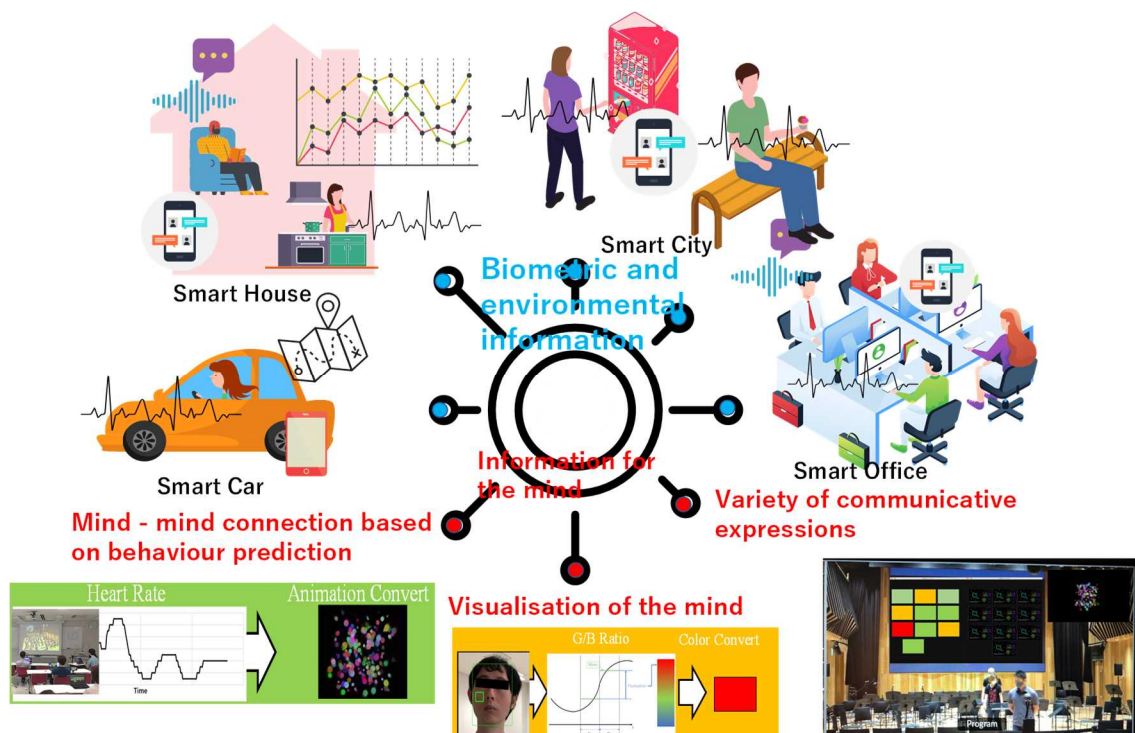 Smart City
Biometric and
environmental
information
Smart House
Smart Car
Information for
the mind
Smart Office
Variety of communicative
expressions
Mind - mind connection based
on behaviour prediction
Heart Rate
Animation Convert
Time
Visualisation of the mind
G/B Ratio
Color Convert
Program